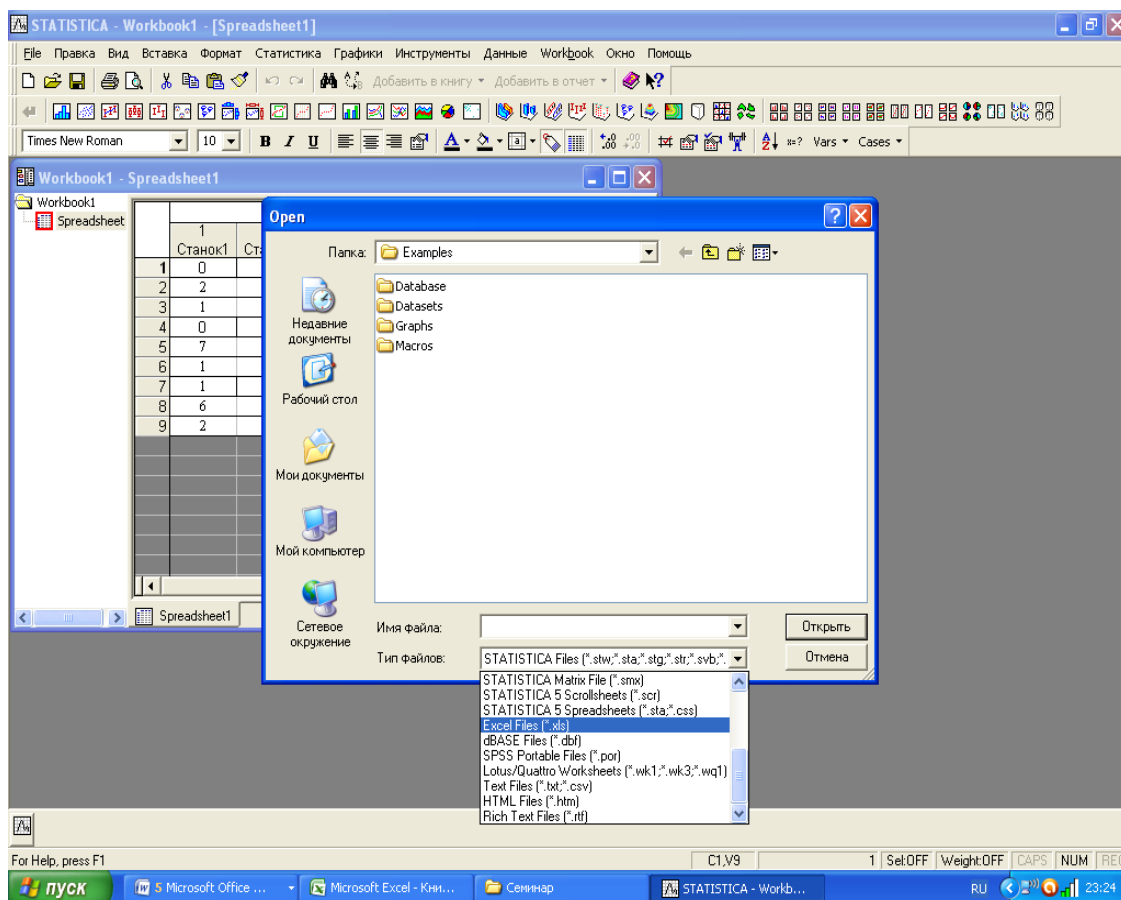 STATISTICA - Workbook1 - [Spreadsheet1]
File Правка Вид Вставка Формат Статистика Графики Инструменты Данные Workbook Окно Помощь
Добавить в книгу Добавить в отчет
Times New Roman 10 B I U Vars Cases
Workbook1 - Spreadsheet1
Workbook1
Spreadsheet
1
Станок1
1 0
2 2
3 1
4 0
5 7
6 1
7 1
8 6
9 2
Spreadsheet1
Open
Папка: Examples
Недавние документы
Рабочий стол
Мои документы
Мой компьютер
Сетевое окружение
Database
Datasets
Graphs
Macros
Имя файла: Открыть
Тип файлов: STATISTICA Files (*.stw;*.sta;*.stg;*.str;*.svb;*. Отмена
STATISTICA Matrix File (*.smx)
STATISTICA 5 Scrollsheets (*.scr)
STATISTICA 5 Spreadsheets (*.sta;*.css)
Excel Files (*.xls)
dBASE Files (*.dbf)
SPSS Portable Files (*.por)
Lotus/Quattro Worksheets (*.wk1;*.wk3;*.wq1)
Text Files (*.txt;*.csv)
HTML Files (*.htm)
Rich Text Files (*.rtf)
For Help, press F1 C1,V9 1 Sel:OFF Weight:OFF CAPS NUM REC
пуск 5 Microsoft Office ... Microsoft Excel - Кни... Семинар STATISTICA - Workb... RU 23:24